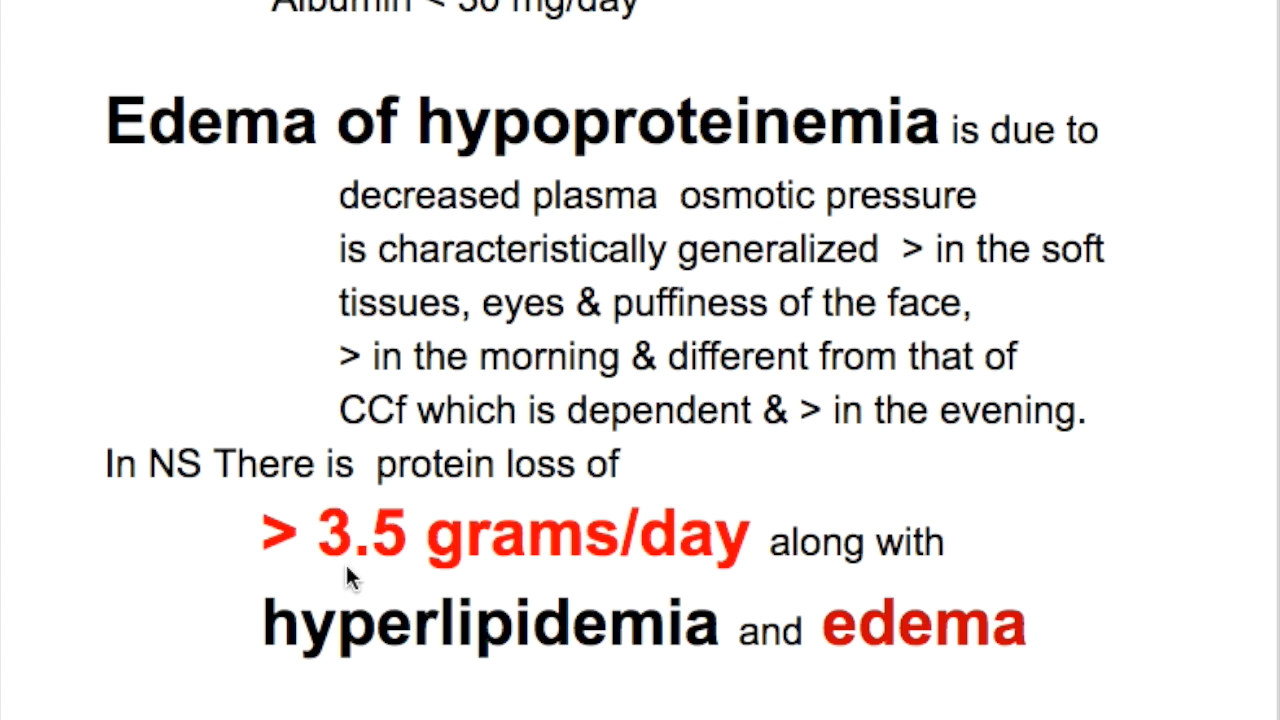 Albumin < 30 mg/day
Edema of hypoproteinemia is due to
decreased plasma osmotic pressure
is characteristically generalized > in the soft
tissues, eyes & puffiness of the face,
> in the morning & different from that of
CCf which is dependent & > in the evening.
In NS There is protein loss of
> 3.5 grams/day along with
hyperlipidemia and edema